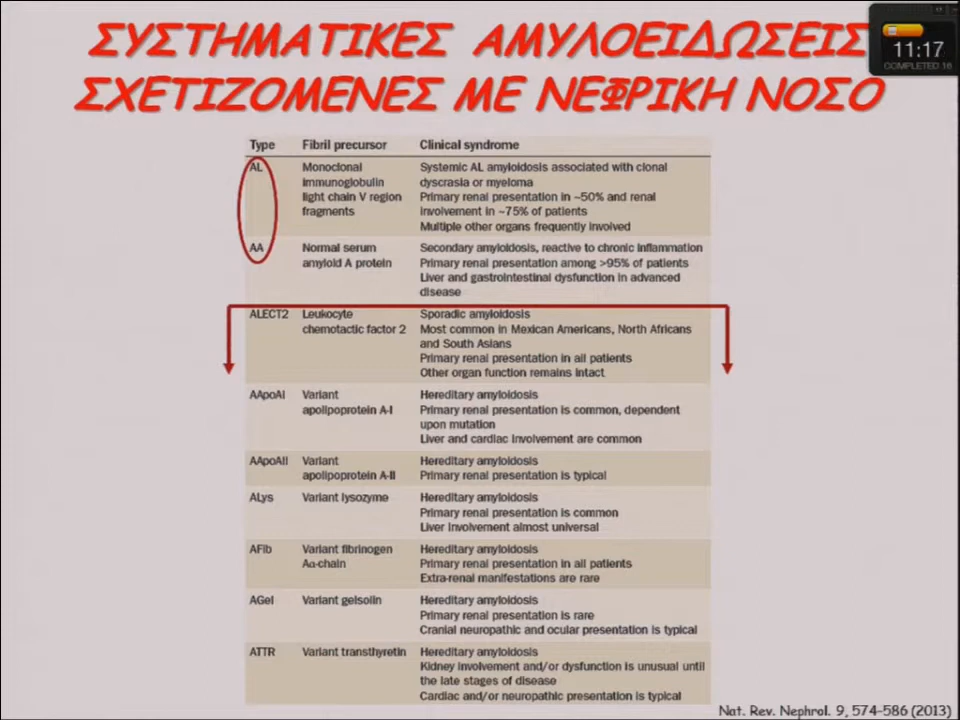 ΣΥΣΤΗΜΑΤΙΚΕΣ ΑΜΥΛΟΕΙΔΩΣΕΙΣ
ΣΧΕΤΙΖΟΜΕΝΕΣ ΜΕ ΝΕΦΡΙΚΗ ΝΟΣΟ
11:17
COMPLETED 16
Type Fibril precursor Clinical syndrome
AL Monoclonal Systemic AL amyloidosis associated with clonal
immunoglobulin dyscrasia or myeloma
light chain V region Primary renal presentation in ~50% and renal
fragments involvement in ~75% of patients
Multiple other organs frequently involved
AA Normal serum Secondary amyloidosis, reactive to chronic inflammation
amyloid A protein Primary renal presentation among >95% of patients
Liver and gastrointestinal dysfunction in advanced
disease
ALECT2 Leukocyte Sporadic amyloidosis
chemotactic factor 2 Most common in Mexican Americans, North Africans
and South Asians
Primary renal presentation in all patients
Other organ function remains intact
AApoAI Variant Hereditary amyloidosis
apolipoprotein A-I Primary renal presentation is common, dependent
upon mutation
Liver and cardiac involvement are common
AApoAII Variant Hereditary amyloidosis
apolipoprotein A-II Primary renal presentation is typical
ALys Variant lysozyme Hereditary amyloidosis
Primary renal presentation is common
Liver involvement almost universal
AFib Variant fibrinogen Hereditary amyloidosis
Aα-chain Primary renal presentation in all patients
Extra-renal manifestations are rare
AGel Variant gelsolin Hereditary amyloidosis
Primary renal presentation is rare
Cranial neuropathic and ocular presentation is typical
ATTR Variant transthyretin Hereditary amyloidosis
Kidney involvement and/or dysfunction is unusual until
the late stages of disease
Cardiac and/or neuropathic presentation is typical
Nat. Rev. Nephrol. 9, 574-586 (2013)